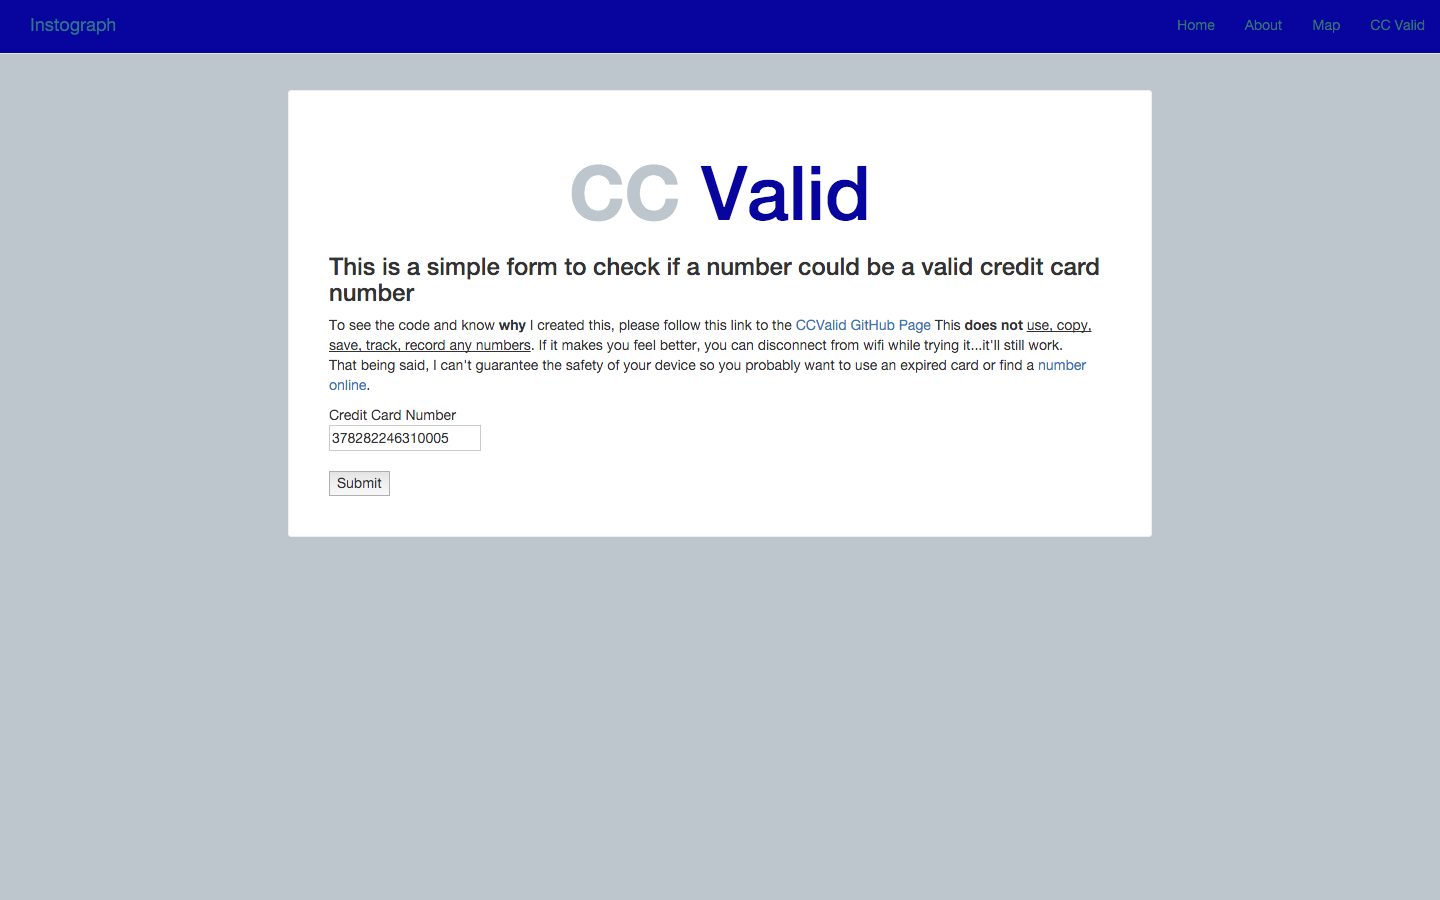 Instograph
Home About Map CC Valid
CC Valid
This is a simple form to check if a number could be a valid credit card
number
To see the code and know why I created this, please follow this link to the CCValid GitHub Page This does not use, copy,
save, track, record any numbers. If it makes you feel better, you can disconnect from wifi while trying it...it'll still work.
That being said, I can't guarantee the safety of your device so you probably want to use an expired card or find a number
online.
Credit Card Number
378282246310005
Submit